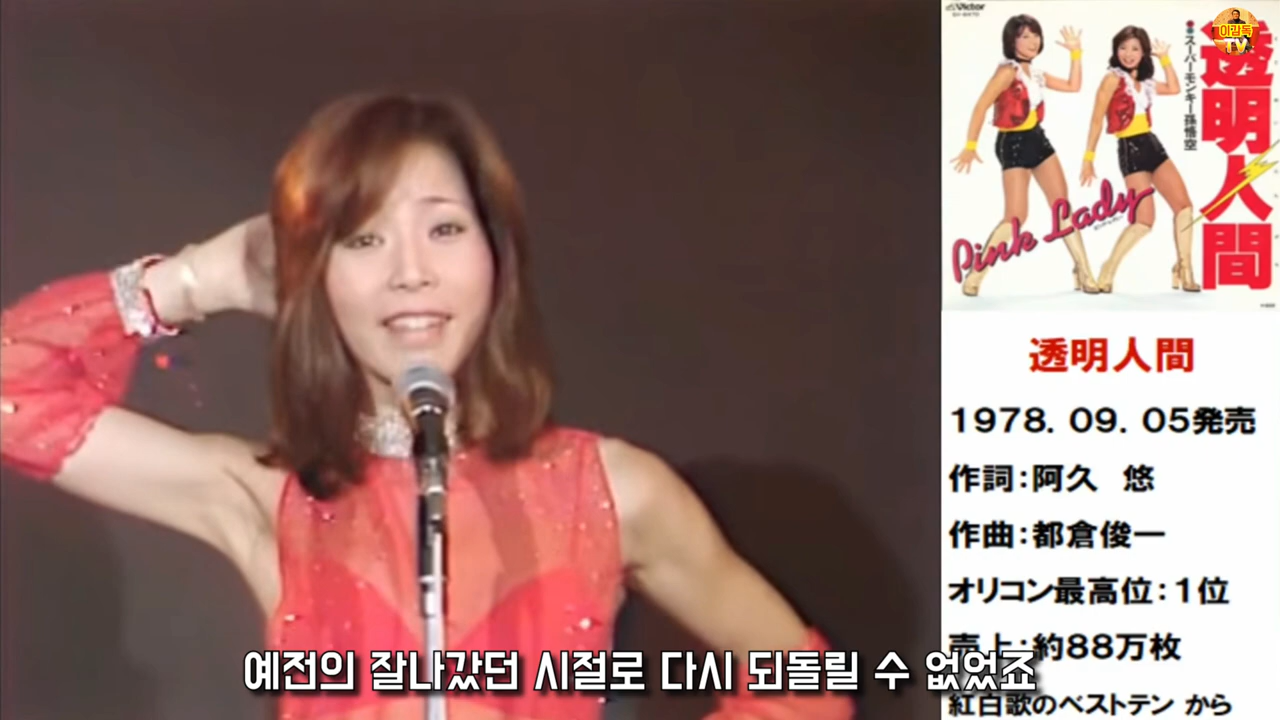 Victor
透明人間
●スーパーモンキー孫悟空
Pink Lady
이감독
TV
透明人間
1978. 09. 05発売
作詞：阿久　悠
作曲：都倉俊一
オリコン最高位：１位
売上：約８８万枚
紅白歌のベストテン から
예전의 잘나갔던 시절로 다시 되돌릴 수 없었죠